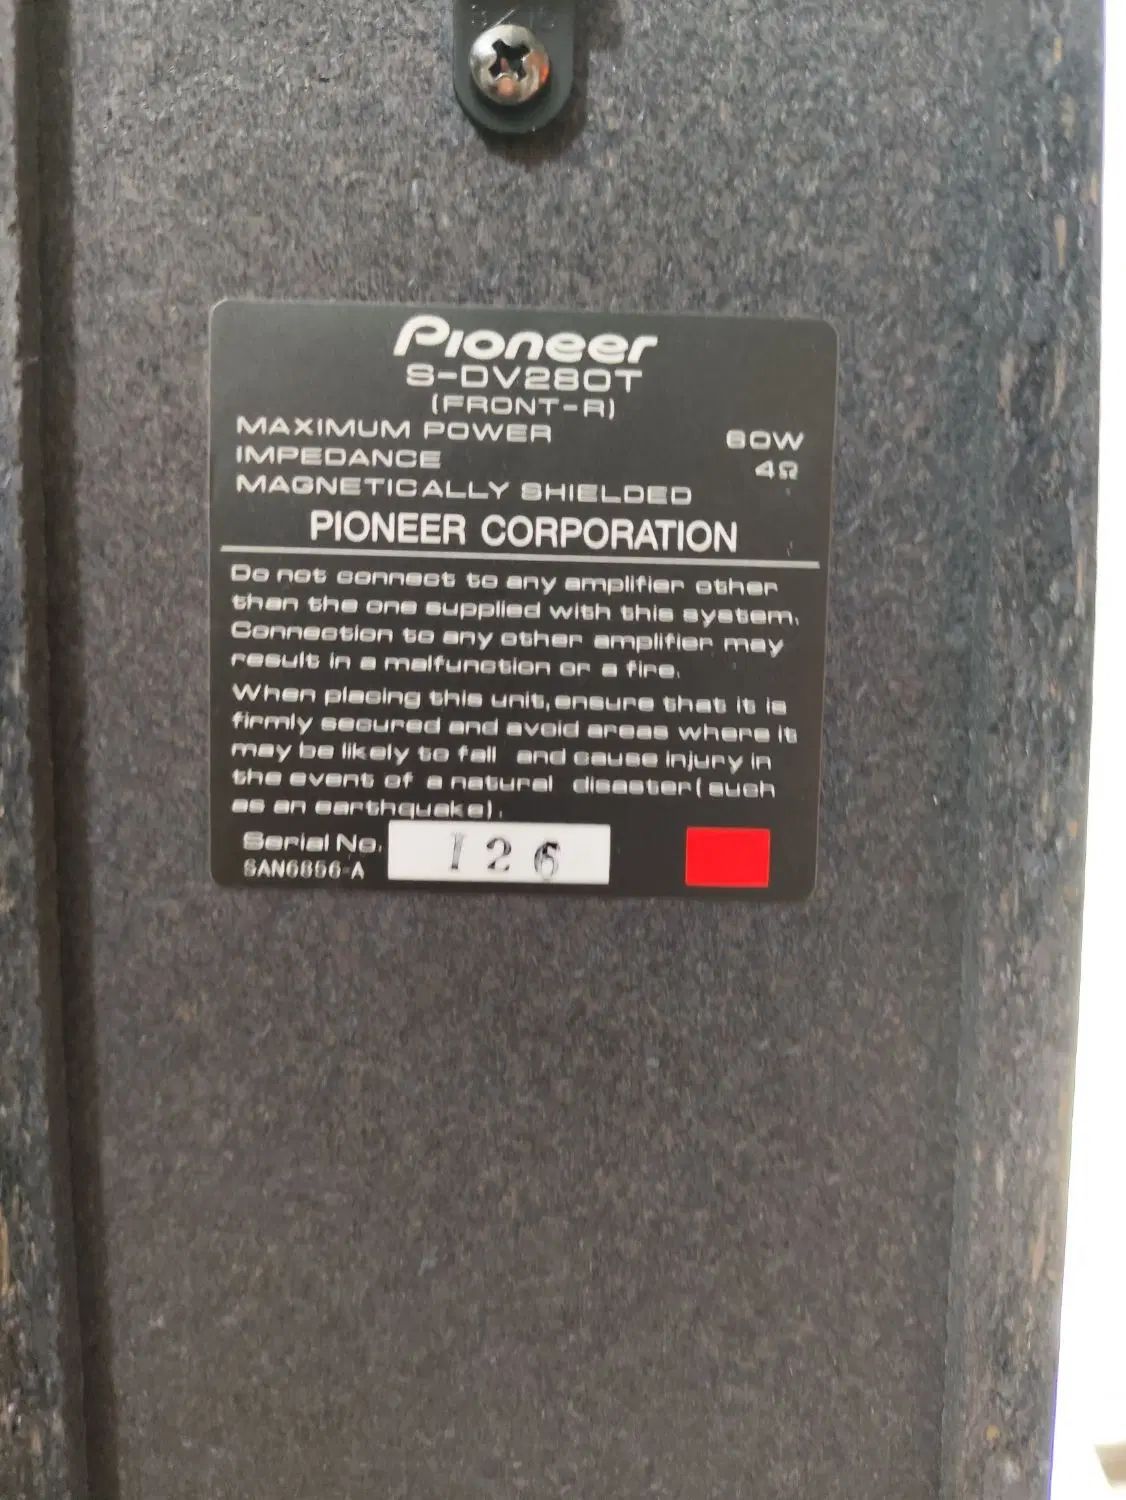 Pioneer
S-DV280T
(FRONT-R)
MAXIMUM POWER 60W
IMPEDANCE 4Ω
MAGNETICALLY SHIELDED
PIONEER CORPORATION
Do not connect to any amplifier other
than the one supplied with this system.
Connection to any other amplifier may
result in a malfunction or a fire.
When placing this unit,ensure that it is
firmly secured and avoid areas where it
may be likely to fall and cause injury in
the event of a natural disaster(such
as an earthquake).
Serial No. 126
SAN6856-A